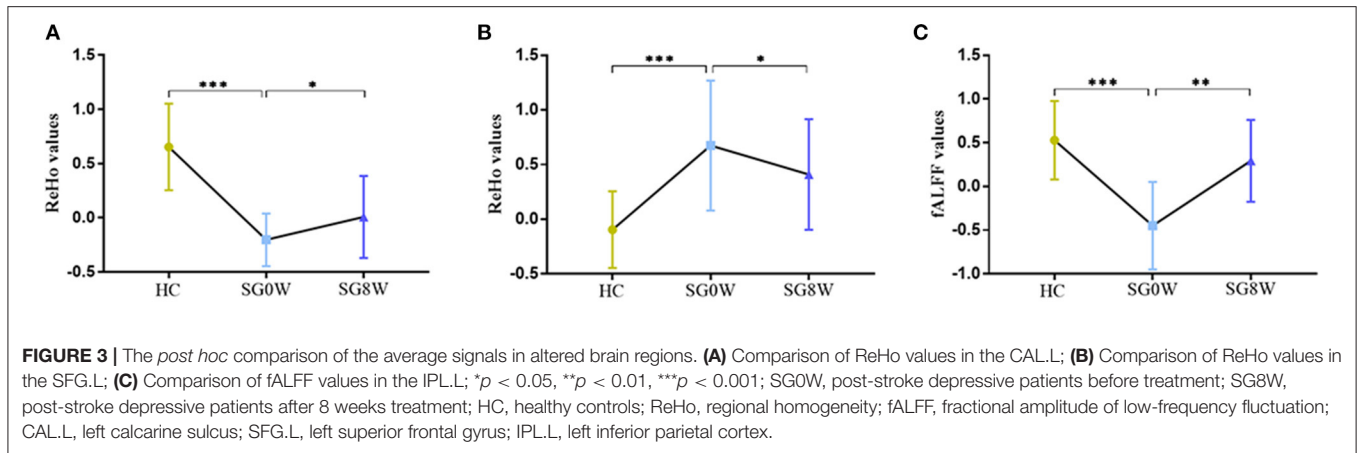 A
B
C
1.5
1.0
0.5
0.0
-0.5
ReHo values
***
*
HC
SG0W
SG8W
1.5
1.0
0.5
0.0
-0.5
ReHo values
***
*
HC
SG0W
SG8W
1.5
1.0
0.5
0.0
-0.5
-1.0
fALFF values
***
**
HC
SG0W
SG8W
FIGURE 3 | The post hoc comparison of the average signals in altered brain regions. (A) Comparison of ReHo values in the CAL.L; (B) Comparison of ReHo values in
the SFG.L; (C) Comparison of fALFF values in the IPL.L; *p < 0.05, **p < 0.01, ***p < 0.001; SG0W, post-stroke depressive patients before treatment; SG8W,
post-stroke depressive patients after 8 weeks treatment; HC, healthy controls; ReHo, regional homogeneity; fALFF, fractional amplitude of low-frequency fluctuation;
CAL.L, left calcarine sulcus; SFG.L, left superior frontal gyrus; IPL.L, left inferior parietal cortex.